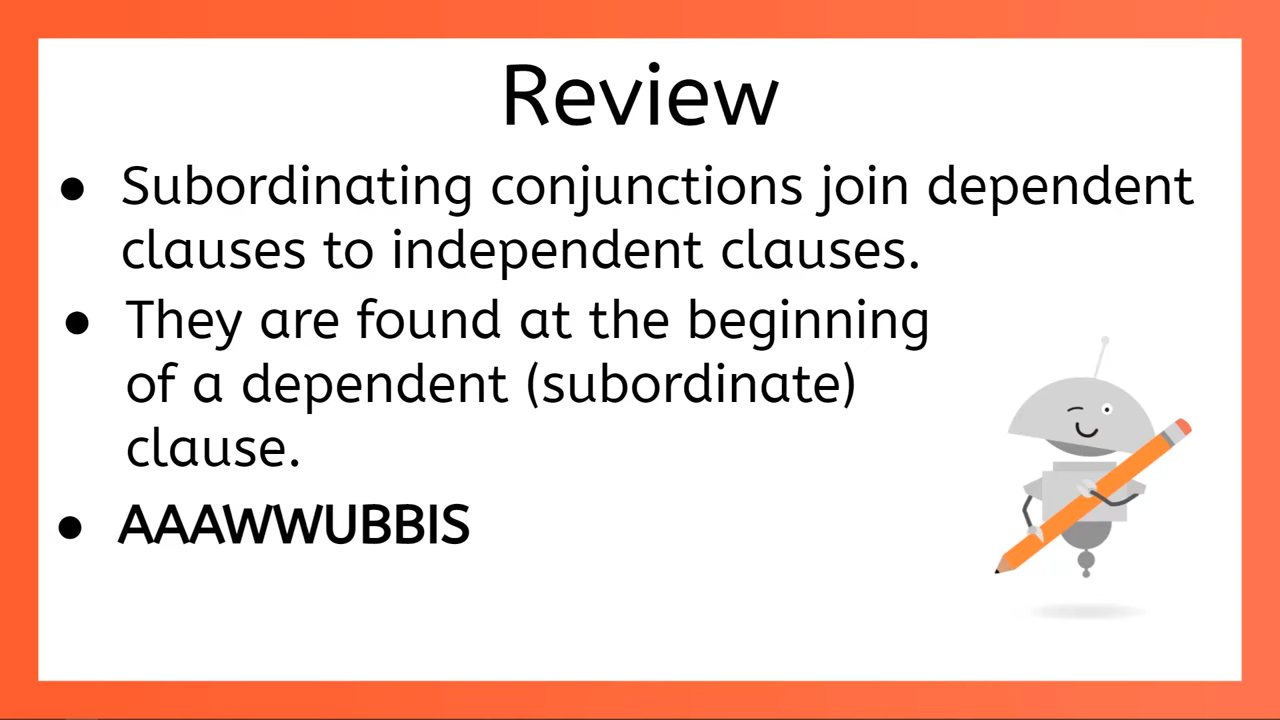 Review
● Subordinating conjunctions join dependent
clauses to independent clauses.
● They are found at the beginning
of a dependent (subordinate)
clause.
● AAAWWUBBIS